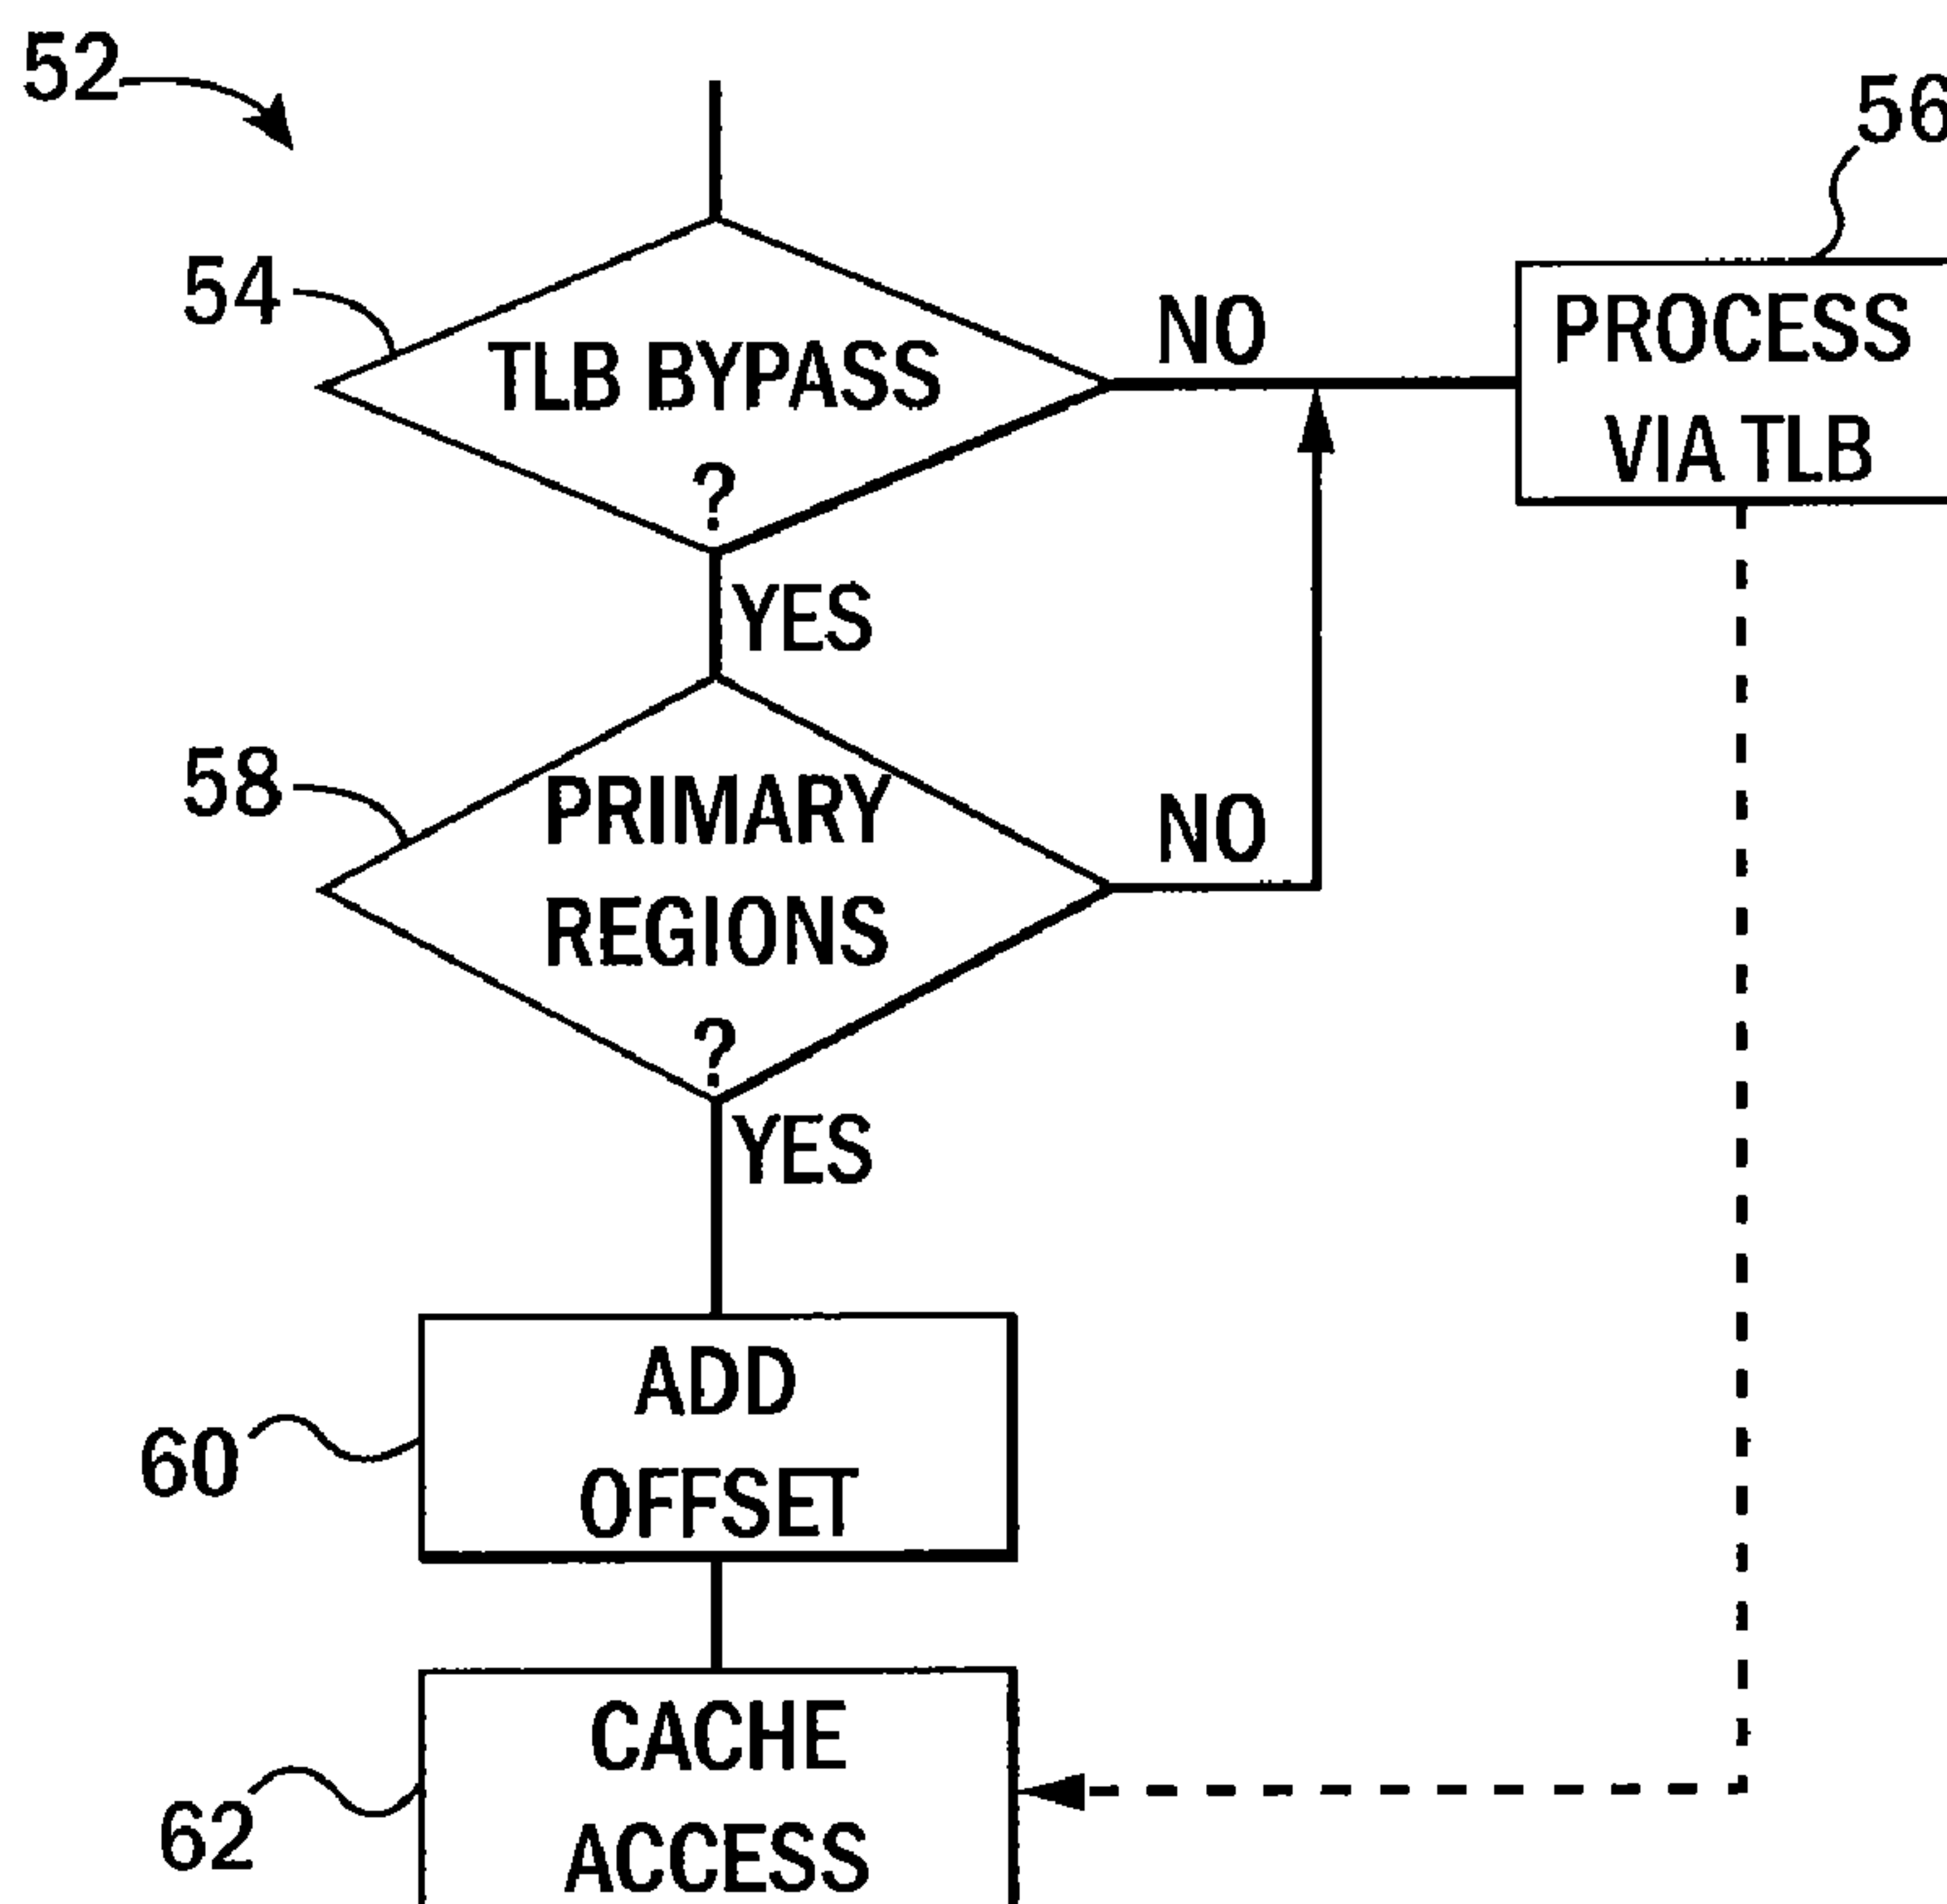 52
56
54
TLB BYPASS
?
NO
PROCESS
VIA TLB
YES
58
PRIMARY
REGIONS
?
NO
YES
60
ADD
OFFSET
62
CACHE
ACCESS